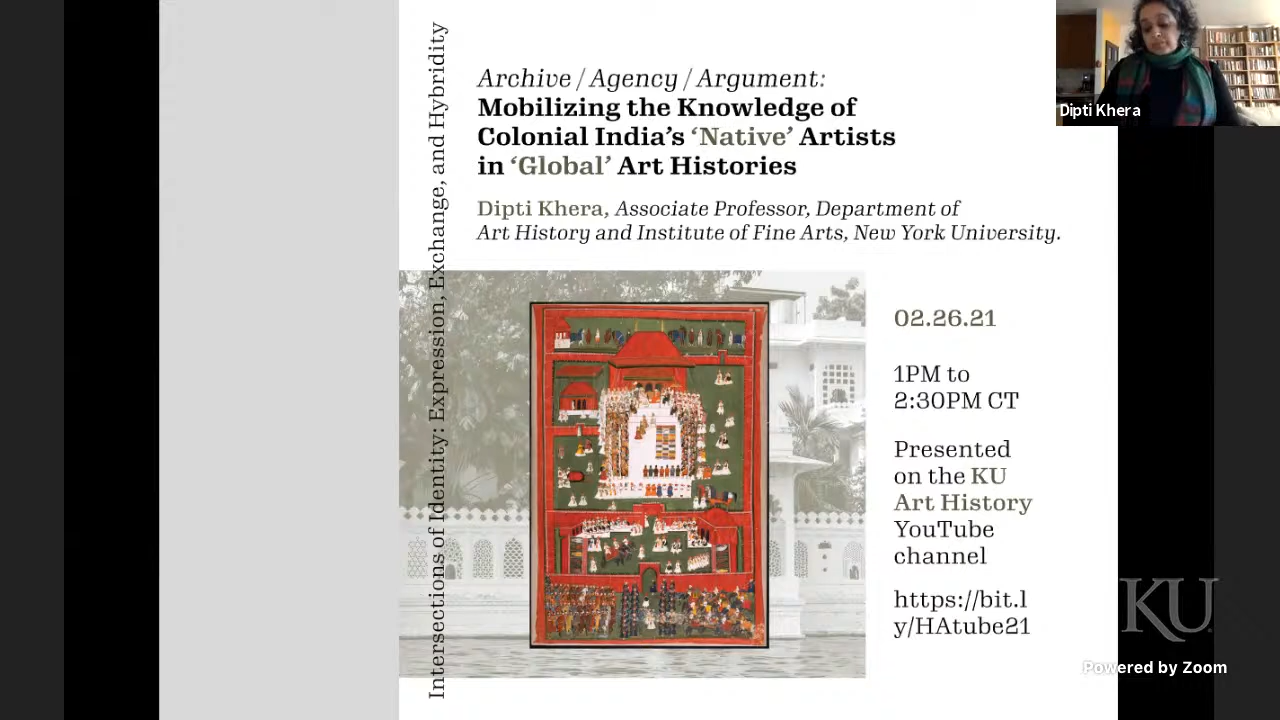 Intersections of Identity: Expression, Exchange, and Hybridity
Archive / Agency / Argument:
Mobilizing the Knowledge of
Colonial India's 'Native' Artists
in 'Global' Art Histories
Dipti Khera, Associate Professor, Department of
Art History and Institute of Fine Arts, New York University.
02.26.21
1PM to
2:30PM CT
Presented
on the KU
Art History
YouTube
channel
https://bit.l
y/HAtube21
Dipti Khera
KU
Powered by Zoom